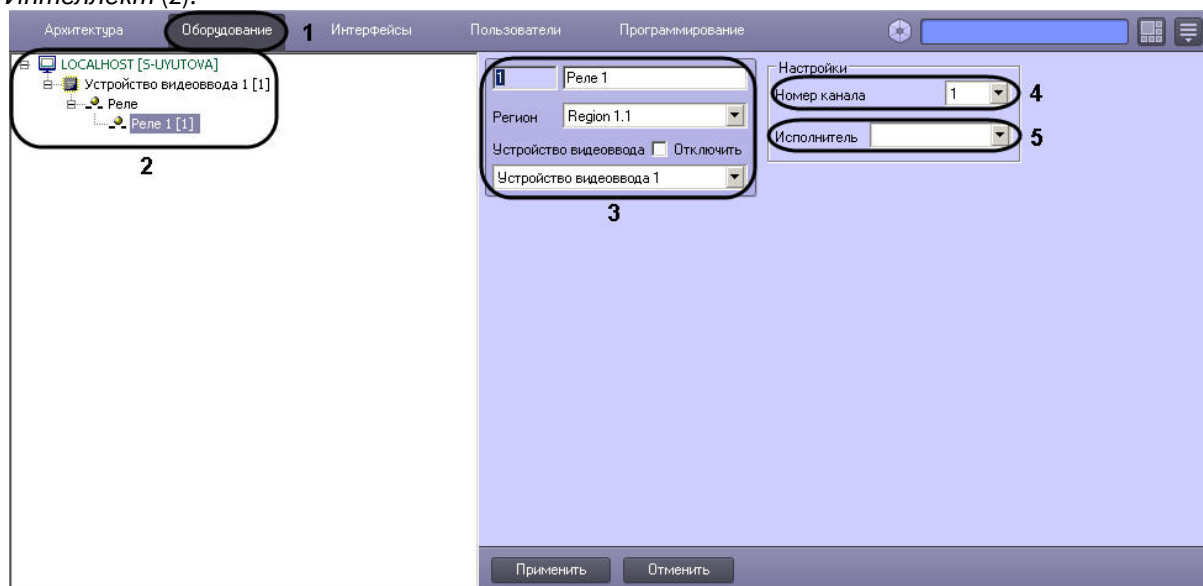 Интеллект (2).
Архитектура Оборудование 1 Интерфейсы Пользователи Программирование
LOCALHOST [S-UYUTOVA]
Устройство видеоввода 1 [1]
Реле
Реле 1 [1]
2
1 Реле 1
Регион Region 1.1
Устройство видеоввода Отключить
Устройство видеоввода 1
3
Настройки
Номер канала 1 4
Исполнитель 5
Применить Отменить